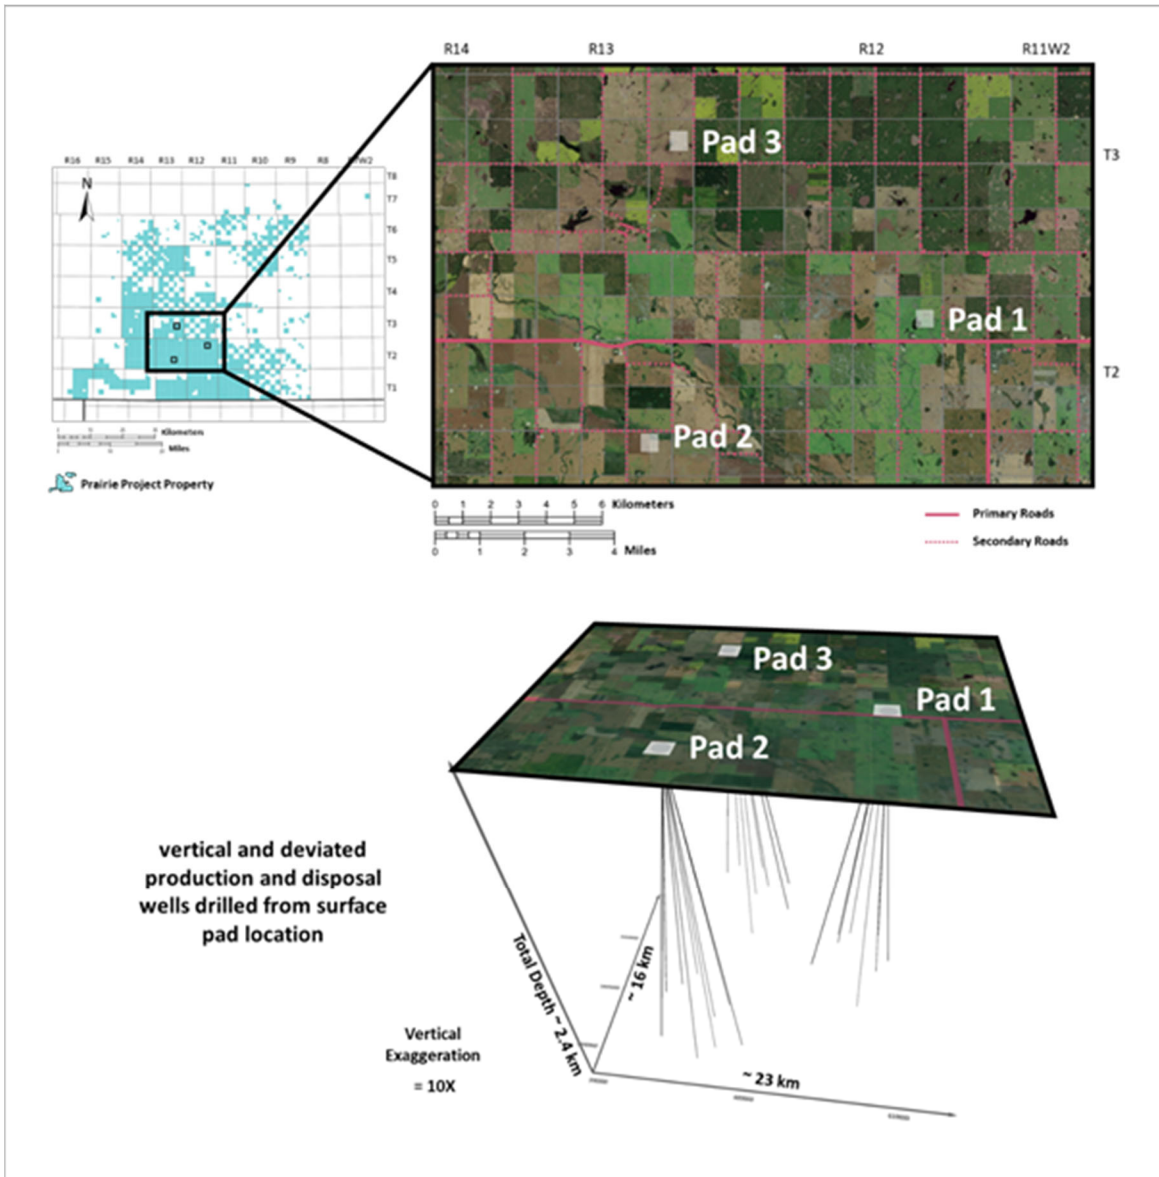 R14 R13 R12 R11W2
Pad 3
T3
R16 R15 R14 R13 R12 R11 R10 R9 R8
N
T8
T7
T6
T5
T4
T3
T2
T1
Pad 1
T2
Pad 2
Kilometers
Miles
Prairie Project Property
0 1 2 3 4 5 6 Kilometers
0 1 2 3 4 Miles
Primary Roads
Secondary Roads
Pad 3
Pad 1
Pad 2
vertical and deviated
production and disposal
wells drilled from surface
pad location
Total Depth ~ 2.4 km
~ 16 km
~ 23 km
Vertical
Exaggeration
= 10X